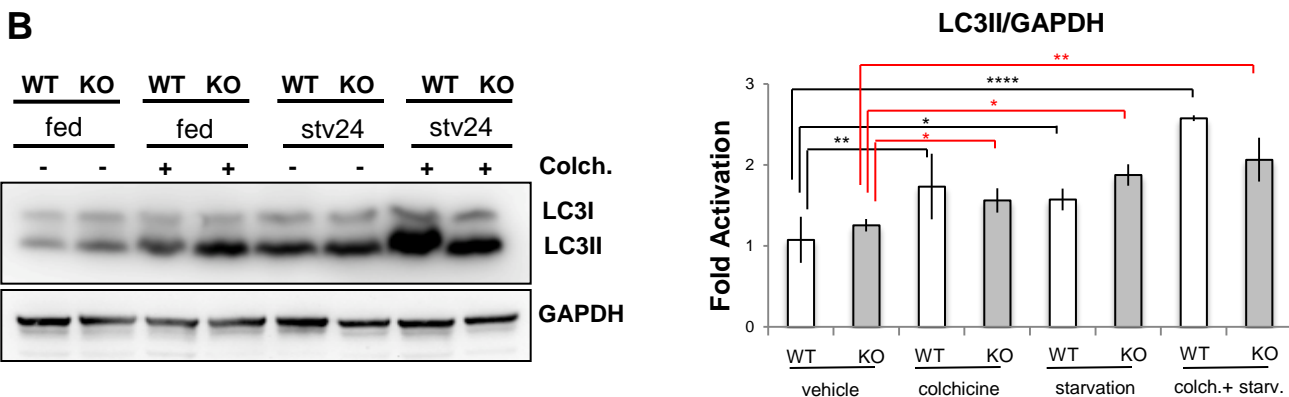 B
WT KO WT KO WT KO WT KO
fed fed stv24 stv24
- - + + - - + + Colch.
LC3I
LC3II
GAPDH
LC3II/GAPDH
Fold Activation
3
2
1
0
**
****
*
*
**
*
WT KO WT KO WT KO WT KO
vehicle colchicine starvation colch.+ starv.